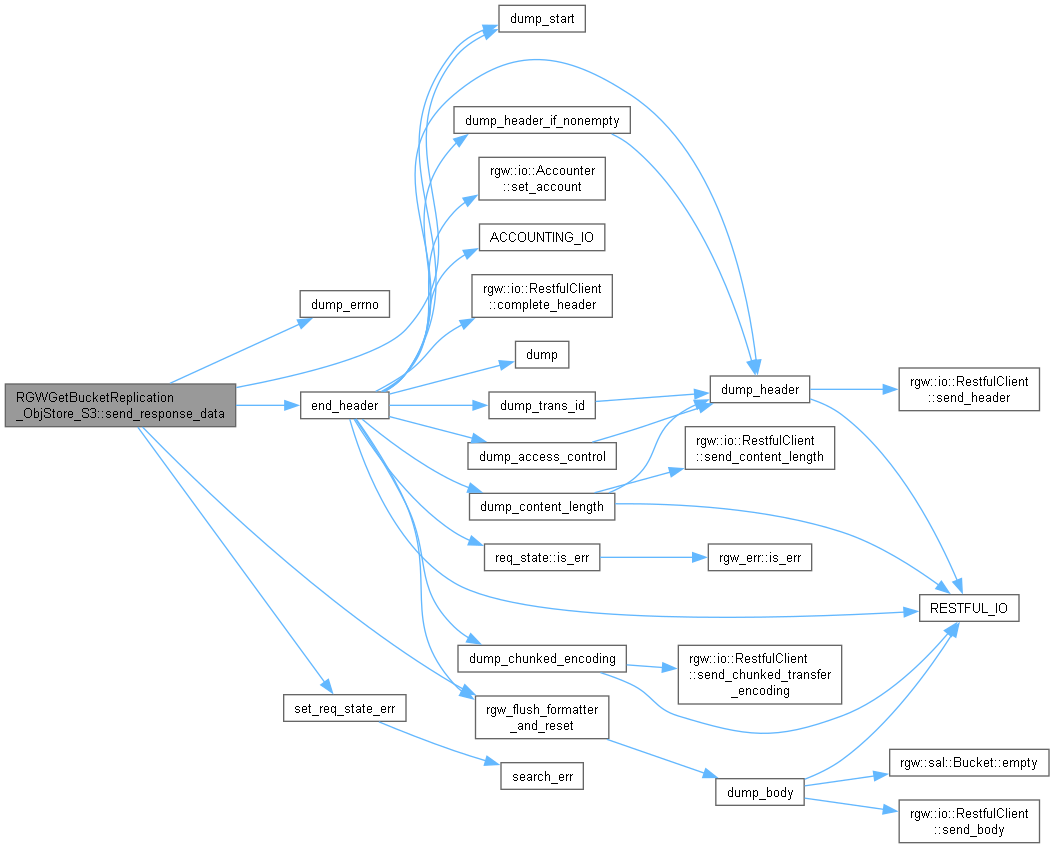 dump_start
dump_header_if_nonempty
rgw::io::Accounter
::set_account
ACCOUNTING_IO
rgw::io::RestfulClient
::complete_header
dump_errno
dump
RGWGetBucketReplication
_ObjStore_S3::send_response_data
end_header
dump_trans_id
dump_header
rgw::io::RestfulClient
::send_header
dump_access_control
rgw::io::RestfulClient
::send_content_length
dump_content_length
req_state::is_err
rgw_err::is_err
RESTFUL_IO
dump_chunked_encoding
rgw::io::RestfulClient
::send_chunked_transfer
_encoding
set_req_state_err
rgw_flush_formatter
_and_reset
search_err
dump_body
rgw::sal::Bucket::empty
rgw::io::RestfulClient
::send_body